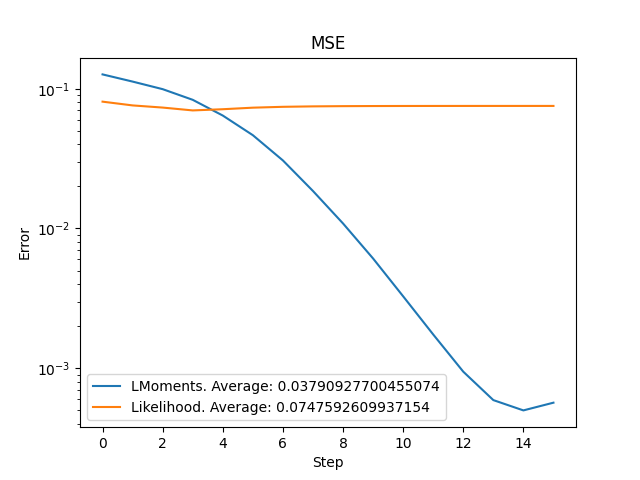 MSE
10⁻¹
10⁻²
10⁻³
Error
LMoments. Average: 0.03790927700455074
Likelihood. Average: 0.0747592609937154
0 2 4 6 8 10 12 14
Step